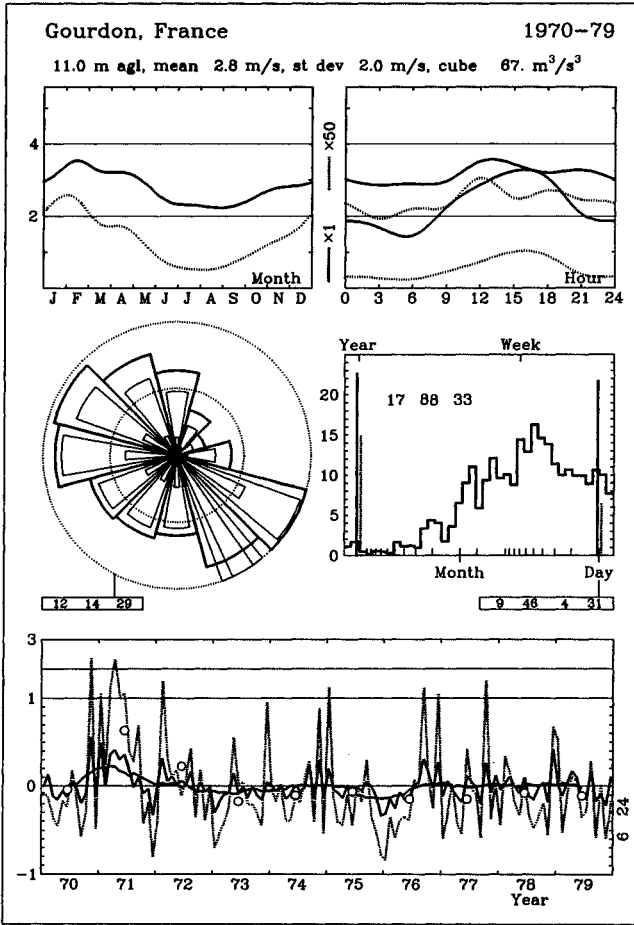 Gourdon, France 1970-79
11.0 m agl, mean 2.8 m/s, st dev 2.0 m/s, cube 67. m³/s³
4
2
J F M A M J J A S O N D
Month
×1 ×50
0 3 6 9 12 15 18 21 24
Hour
Year Week
17 88 33
20
15
10
5
0
Month Day
12 14 29
9 46 4 31
3
1
0
-1
70 71 72 73 74 75 76 77 78 79
Year
6 24